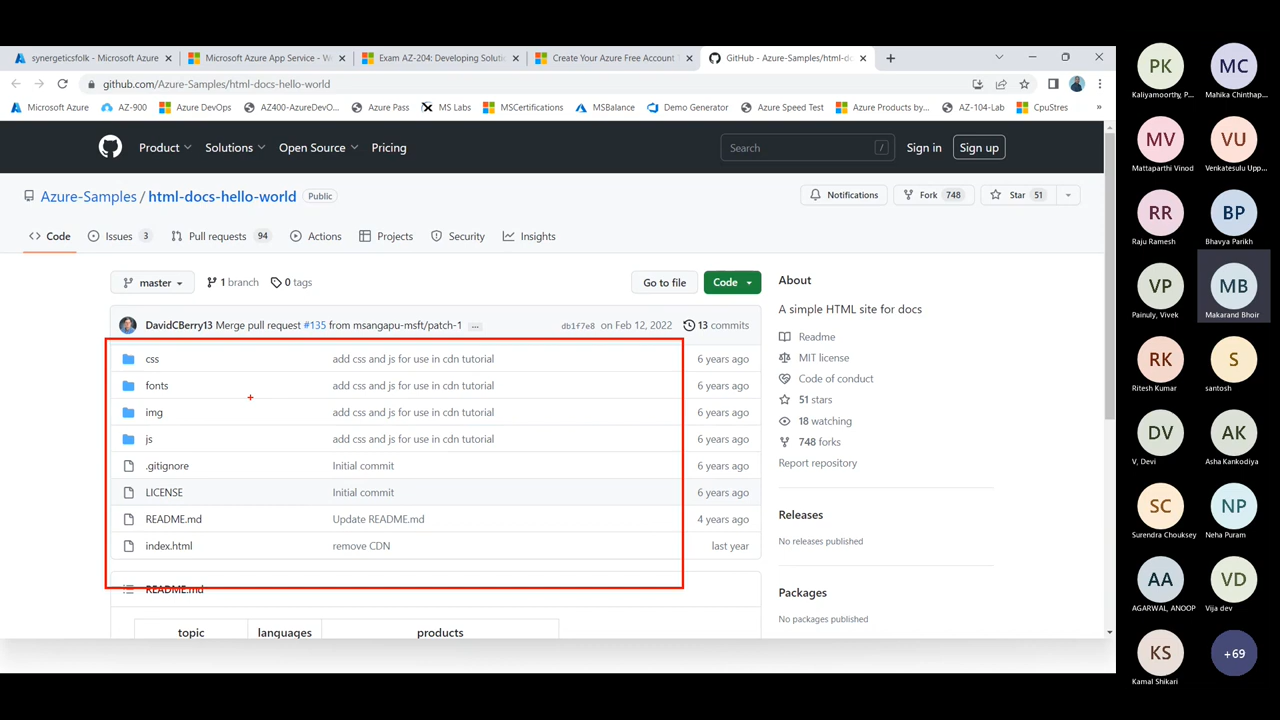 synergeticsfolk - Microsoft Azure
Microsoft Azure App Service - W
Exam AZ-204: Developing Soluti
Create Your Azure Free Account
GitHub - Azure-Samples/html-d
github.com/Azure-Samples/html-docs-hello-world
Microsoft Azure AZ-900 Azure DevOps AZ400-AzureDevO... Azure Pass MS Labs MSCertifications MSBalance Demo Generator Azure Speed Test Azure Products by... AZ-104-Lab CpuStres »
Product Solutions Open Source Pricing Search / Sign in Sign up
Azure-Samples / html-docs-hello-world Public Notifications Fork 748 Star 51
Code Issues 3 Pull requests 94 Actions Projects Security Insights
master 1 branch 0 tags Go to file Code
DavidCBerry13 Merge pull request #135 from msangapu-msft/patch-1 ... db1f7e8 on Feb 12, 2022 13 commits
css add css and js for use in cdn tutorial 6 years ago
fonts add css and js for use in cdn tutorial 6 years ago
img add css and js for use in cdn tutorial 6 years ago
js add css and js for use in cdn tutorial 6 years ago
.gitignore Initial commit 6 years ago
LICENSE Initial commit 6 years ago
README.md Update README.md 4 years ago
index.html remove CDN last year
README.md
topic languages products
About
A simple HTML site for docs
Readme
MIT license
Code of conduct
51 stars
18 watching
748 forks
Report repository
Releases
No releases published
Packages
No packages published
PK MC
Kaliyamoorthy, P... Mahika Chinthap...
MV VU
Mattaparthi Vinod Venkatesulu Upp...
RR BP
Raju Ramesh Bhavya Parikh
VP MB
Painuly, Vivek Makarand Bhoir
RK S
Ritesh Kumar santosh
DV AK
V, Devi Asha Kankodiya
SC NP
Surendra Chouksey Neha Puram
AA VD
AGARWAL, ANOOP Vija dev
KS +69
Kamal Shikari